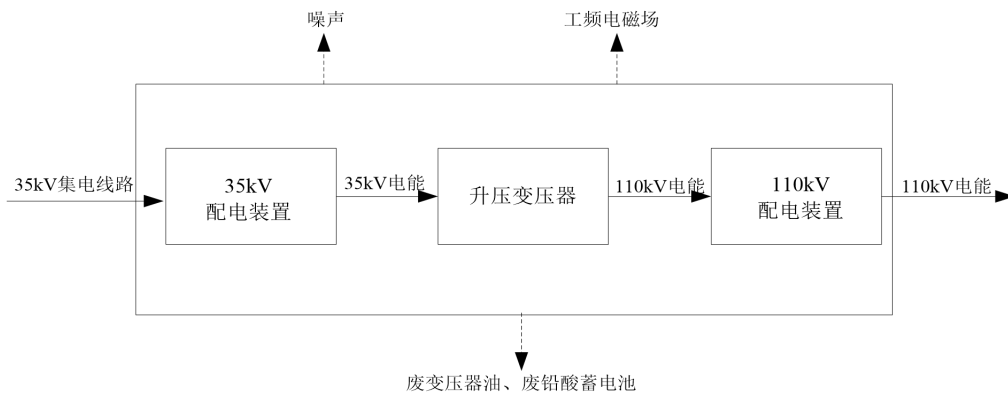 噪声
工频电磁场
35kV集电线路
35kV
配电装置
35kV电能
升压变压器
110kV电能
110kV
配电装置
110kV电能
废变压器油、废铅酸蓄电池